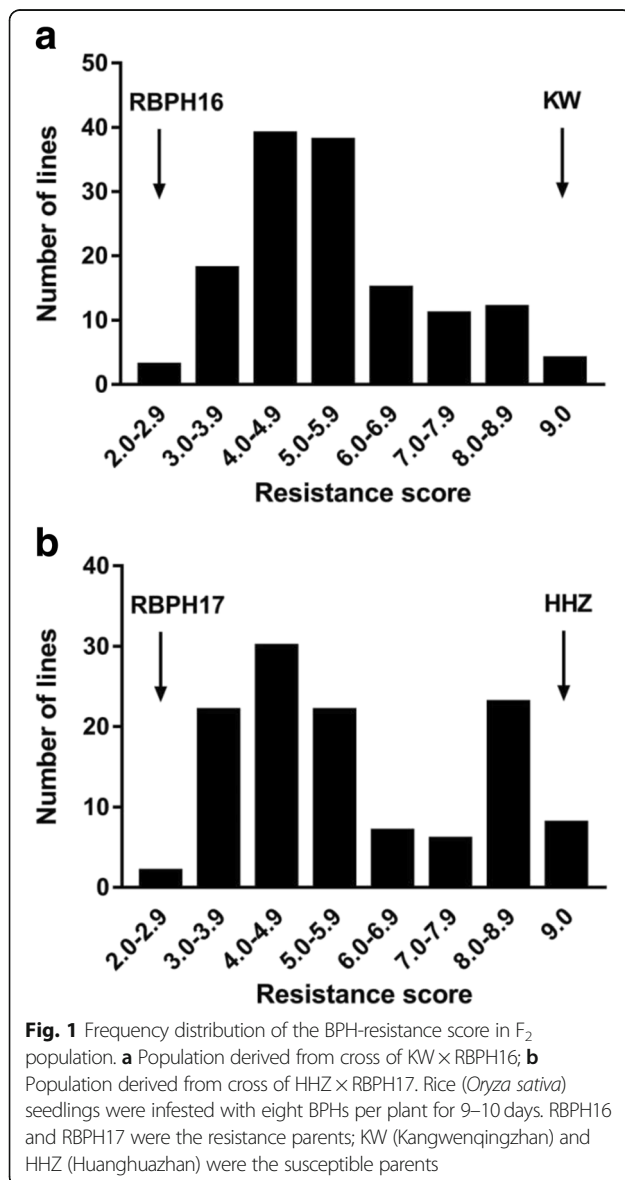 a
50
RBPH16
KW
40
30
20
10
0
Number of lines
2.0-2.9
3.0-3.9
4.0-4.9
5.0-5.9
6.0-6.9
7.0-7.9
8.0-8.9
9.0
Resistance score
b
40
RBPH17
HHZ
30
20
10
0
Number of lines
2.0-2.9
3.0-3.9
4.0-4.9
5.0-5.9
6.0-6.9
7.0-7.9
8.0-8.9
9.0
Resistance score
Fig. 1 Frequency distribution of the BPH-resistance score in F2
population. a Population derived from cross of KW × RBPH16; b
Population derived from cross of HHZ × RBPH17. Rice (Oryza sativa)
seedlings were infested with eight BPHs per plant for 9–10 days. RBPH16
and RBPH17 were the resistance parents; KW (Kangwenqingzhan) and
HHZ (Huanghuazhan) were the susceptible parents